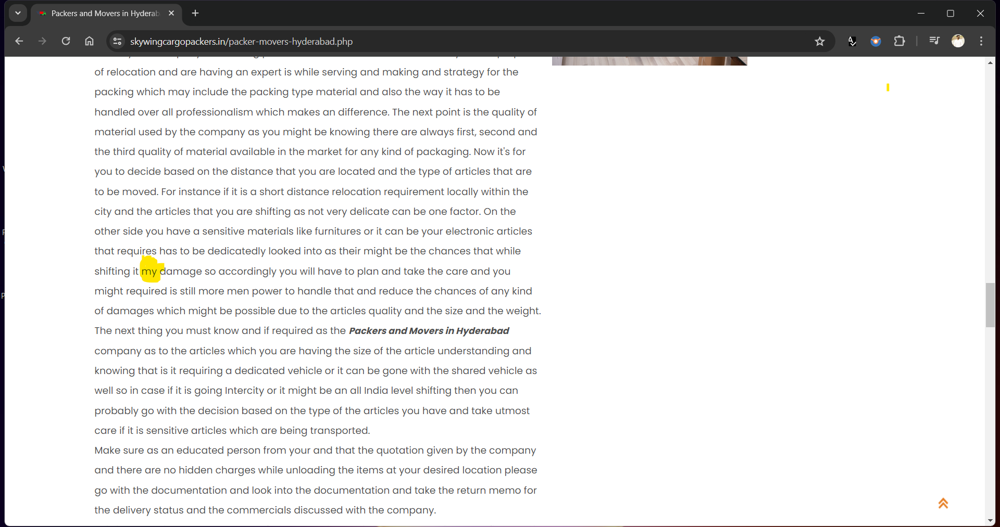 Packers and Movers in Hyderab
skywingcargopackers.in/packer-movers-hyderabad.php
of relocation and are having an expert is while serving and making and strategy for the
packing which may include the packing type material and also the way it has to be
handled over all professionalism which makes an difference. The next point is the quality of
material used by the company as you might be knowing there are always first, second and
the third quality of material available in the market for any kind of packaging. Now it's for
you to decide based on the distance that you are located and the type of articles that are
to be moved. For instance if it is a short distance relocation requirement locally within the
city and the articles that you are shifting as not very delicate can be one factor. On the
other side you have a sensitive materials like furnitures or it can be your electronic articles
that requires has to be dedicatedly looked into as their might be the chances that while
shifting it my damage so accordingly you will have to plan and take the care and you
might required is still more men power to handle that and reduce the chances of any kind
of damages which might be possible due to the articles quality and the size and the weight.
The next thing you must know and if required as the Packers and Movers in Hyderabad
company as to the articles which you are having the size of the article understanding and
knowing that is it requiring a dedicated vehicle or it can be gone with the shared vehicle as
well so in case if it is going Intercity or it might be an all India level shifting then you can
probably go with the decision based on the type of the articles you have and take utmost
care if it is sensitive articles which are being transported.
Make sure as an educated person from your and that the quotation given by the company
and there are no hidden charges while unloading the items at your desired location please
go with the documentation and look into the documentation and take the return memo for
the delivery status and the commercials discussed with the company.